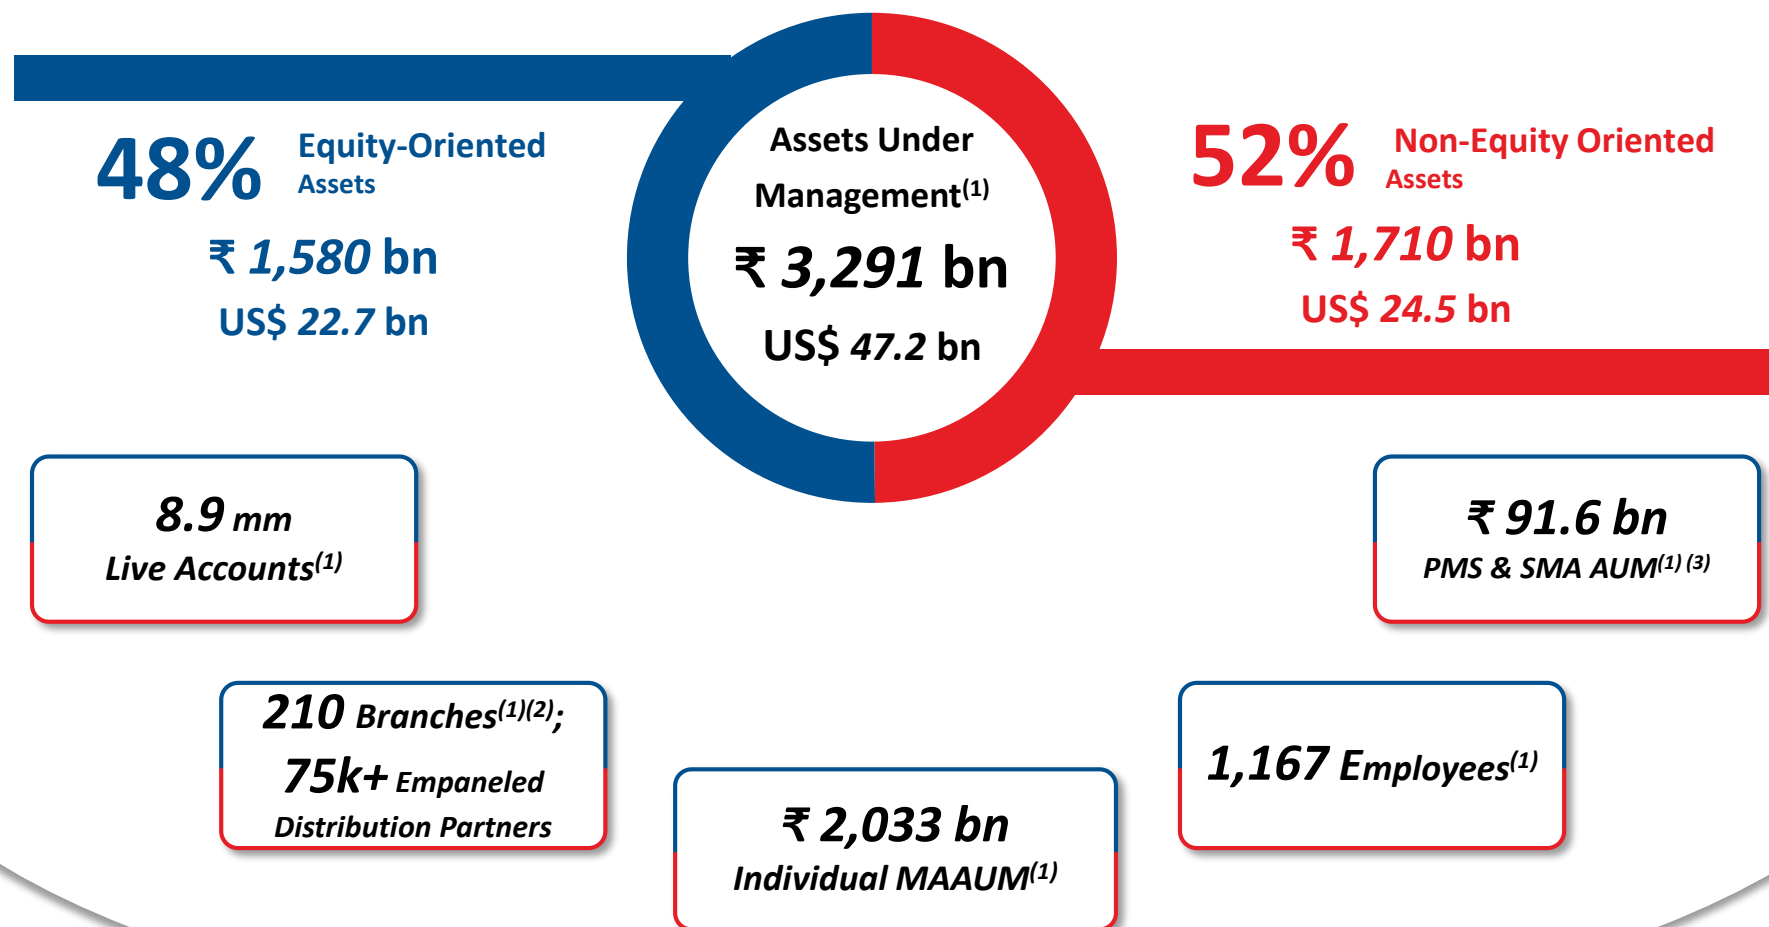 48% Equity-Oriented
Assets
₹ 1,580 bn
US$ 22.7 bn
Assets Under
Management(1)
₹ 3,291 bn
US$ 47.2 bn
52% Non-Equity Oriented
Assets
₹ 1,710 bn
US$ 24.5 bn
8.9 mm
Live Accounts(1)
₹ 91.6 bn
PMS & SMA AUM(1) (3)
210 Branches(1)(2);
75k+ Empaneled
Distribution Partners
₹ 2,033 bn
Individual MAAUM(1)
1,167 Employees(1)